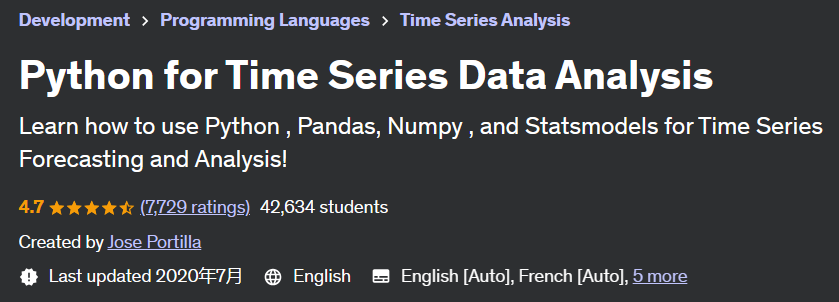 Development > Programming Languages > Time Series Analysis
Python for Time Series Data Analysis
Learn how to use Python , Pandas, Numpy , and Statsmodels for Time Series
Forecasting and Analysis!
4.7 (7,729 ratings) 42,634 students
Created by Jose Portilla
Last updated 2020年7月 English English [Auto], French [Auto], 5 more